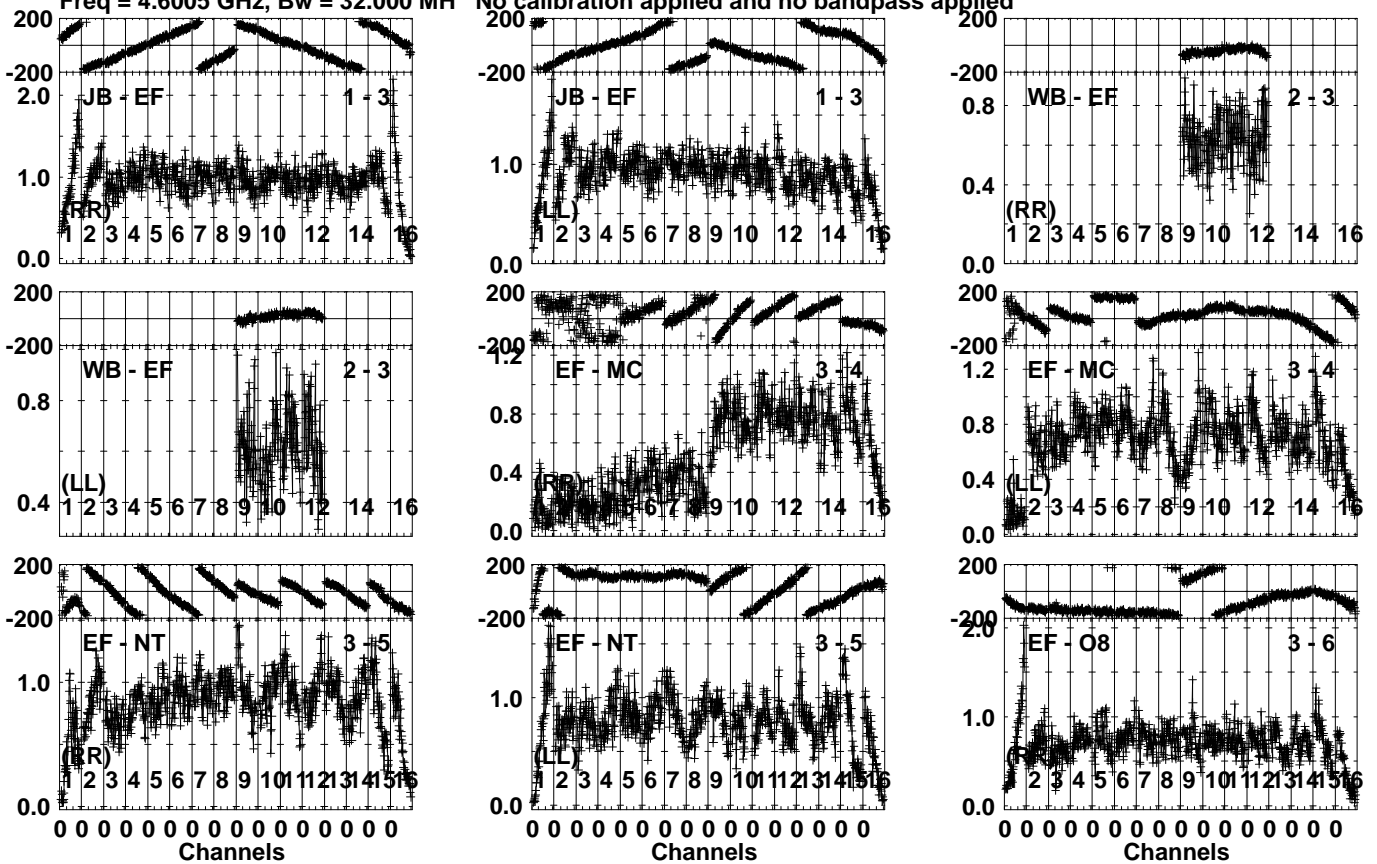 Freq = 4.6005 GHz, Bw = 32.000 MH No calibration applied and no bandpass applied
200
-200
2.0
1.0
0.0
JB - EF 1 - 3
(RR)
1 2 3 4 5 6 7 9 10 12 14 16
200
-200
2.0
1.0
0.0
JB - EF 1 - 3
(LL)
1 2 3 4 5 6 7 8 9 10 12 14 16
200
-200
0.8
0.4
0.0
WB - EF 2 - 3
(RR)
1 2 3 4 5 6 7 8 9 10 12 14 16
200
-200
0.8
0.4
WB - EF 2 - 3
(LL)
1 2 3 4 5 6 7 9 10 12 14 16
200
-200
1.2
0.8
0.4
0.0
EF - MC 3 - 4
(RR)
6 7 8 9 10 12 14 16
200
-200
1.2
0.8
0.4
0.0
EF - MC 3 - 4
(LL)
2 3 4 5 6 7 8 9 10 12 14 16
200
-200
1.0
0.0
EF - NT 3 - 5
(RR)
2 3 4 5 6 7 8 9 10 11 12 13 14 15 16
0 0 0 0 0 0 0 0 0 0 0 0 0 0 0 0
Channels
200
-200
1.0
0.0
EF - NT 3 - 5
(LL)
1 2 3 4 5 6 7 8 9 10 11 12 13 14 15 16
0 0 0 0 0 0 0 0 0 0 0 0 0 0 0 0
Channels
200
-200
2.0
1.0
0.0
EF - O8 3 - 6
1 2 3 4 5 6 7 8 9 10 11 12 13 14 15 16
0 0 0 0 0 0 0 0 0 0 0 0 0 0 0 0
Channels